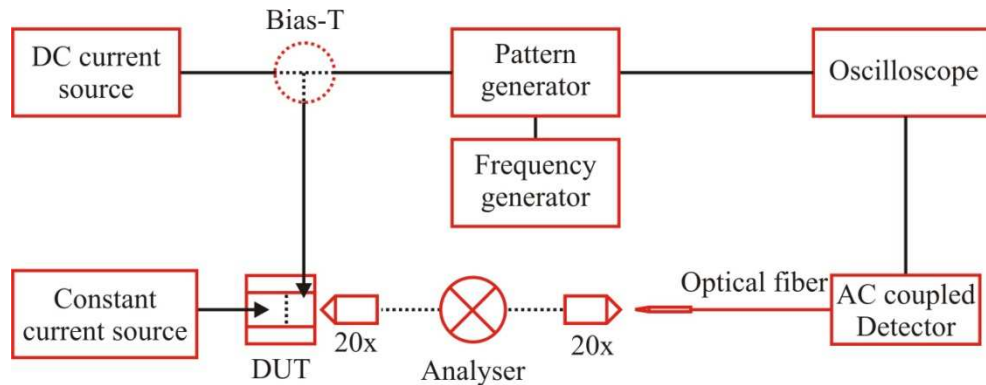 Bias-T
DC current
source
Pattern
generator
Oscilloscope
Frequency
generator
Constant
current source
DUT
20x
Analyser
20x
Optical fiber
AC coupled
Detector